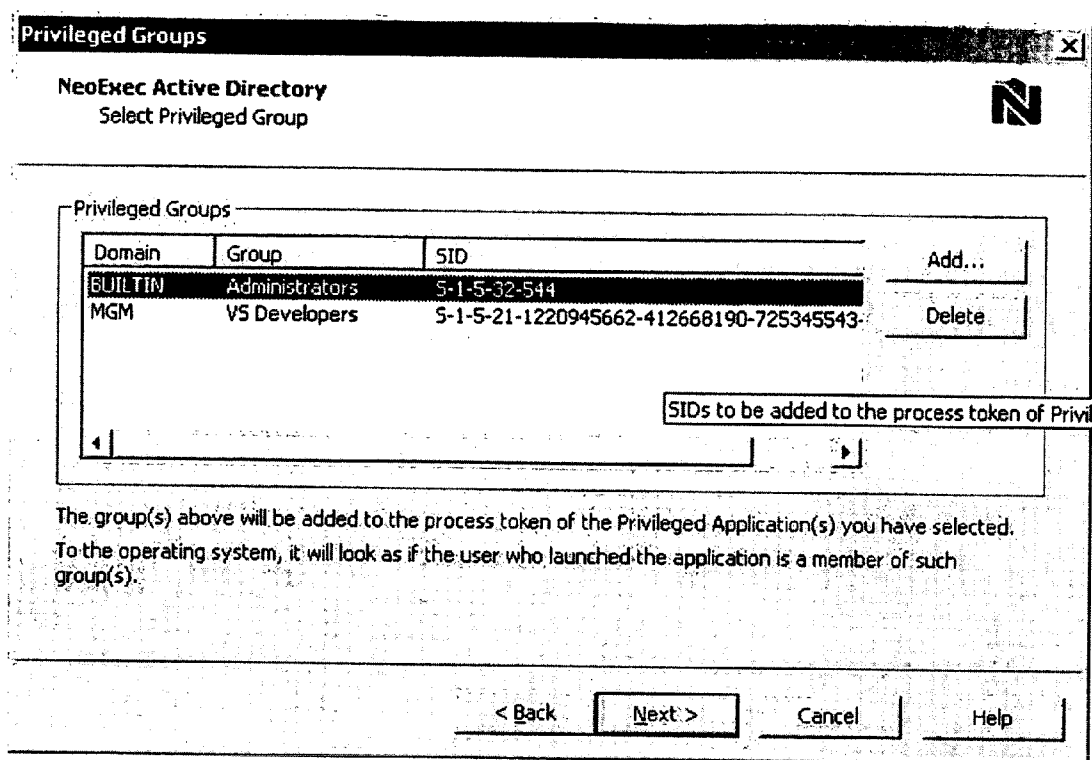 Privileged Groups
NeoExec Active Directory
Select Privileged Group
Privileged Groups
Domain Group SID
BUILTIN Administrators S-1-5-32-544
MGM VS Developers S-1-5-21-1220945662-412668190-725345543-
Add...
Delete
SIDs to be added to the process token of Privil
The group(s) above will be added to the process token of the Privileged Application(s) you have selected.
To the operating system, it will look as if the user who launched the application is a member of such
group(s).
< Back Next > Cancel Help